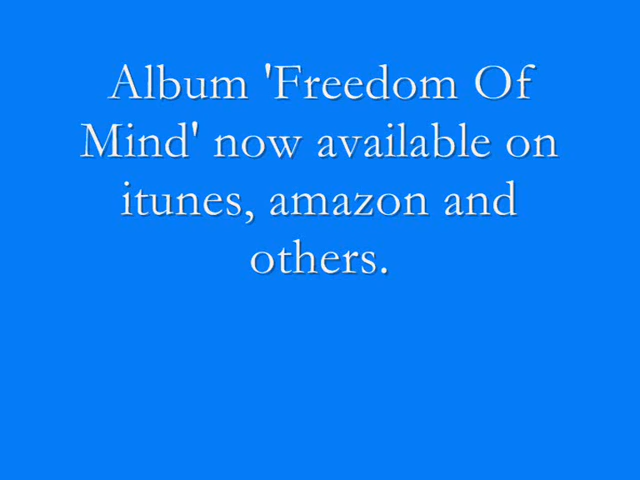 Album 'Freedom Of
Mind' now available on
itunes, amazon and
others.